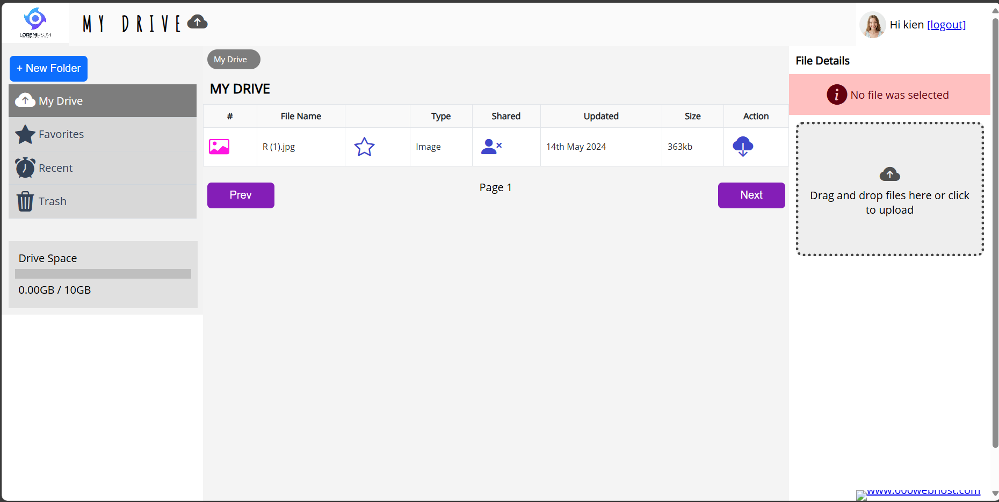 LOREMIPSUM
MY DRIVE
Hi kien [logout]
+ New Folder
My Drive
Favorites
Recent
Trash
Drive Space
0.00GB / 10GB
My Drive
MY DRIVE
# File Name Type Shared Updated Size Action
R (1).jpg Image 14th May 2024 363kb
Prev Page 1 Next
File Details
i No file was selected
Drag and drop files here or click
to upload
www.000webhost.com